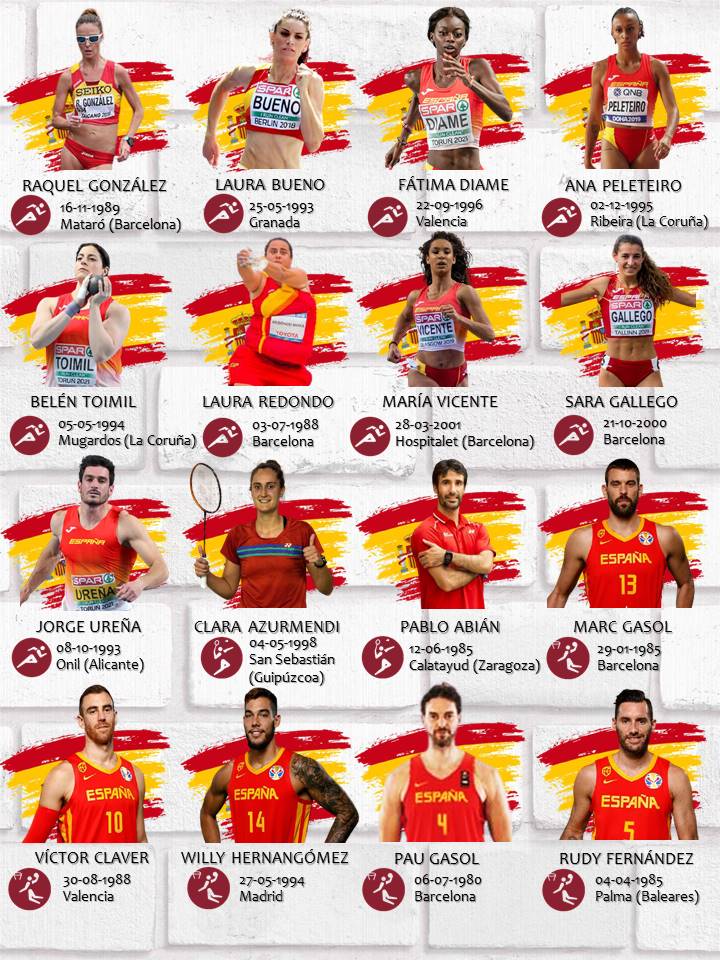 SEIKO
R. GONZÁLEZ
SPAR
BUENO
BERLIN 2018
ESPAÑA
SPAR
DIAME
TORUŃ 2021
ESPAÑA
QNB
PELETEIRO
DOHA2019
RAQUEL GONZÁLEZ
16-11-1989
Mataró (Barcelona)
LAURA BUENO
25-05-1993
Granada
FÁTIMA DIAME
22-09-1996
Valencia
ANA PELETEIRO
02-12-1995
Ribeira (La Coruña)
SPAR
TOIMIL
TORUŃ 2021
TOYOTA
SPAR
VICENTE
GLASGOW 2019
SPAR
GALLEGO
TALLINN 2021
BELÉN TOIMIL
05-05-1994
Mugardos (La Coruña)
LAURA REDONDO
03-07-1988
Barcelona
MARÍA VICENTE
28-03-2001
Hospitalet (Barcelona)
SARA GALLEGO
21-10-2000
Barcelona
ESPAÑA
SPAR
UREÑA
TORUŃ 2021
ESPAÑA
13
JORGE UREÑA
08-10-1993
Onil (Alicante)
CLARA AZURMENDI
04-05-1998
San Sebastián
(Guipúzcoa)
PABLO ABIÁN
12-06-1985
Calatayud (Zaragoza)
MARC GASOL
29-01-1985
Barcelona
ESPAÑA
10
ESPAÑA
14
ESPAÑA
4
ESPAÑA
5
VÍCTOR CLAVER
30-08-1988
Valencia
WILLY HERNANGÓMEZ
27-05-1994
Madrid
PAU GASOL
06-07-1980
Barcelona
RUDY FERNÁNDEZ
04-04-1985
Palma (Baleares)